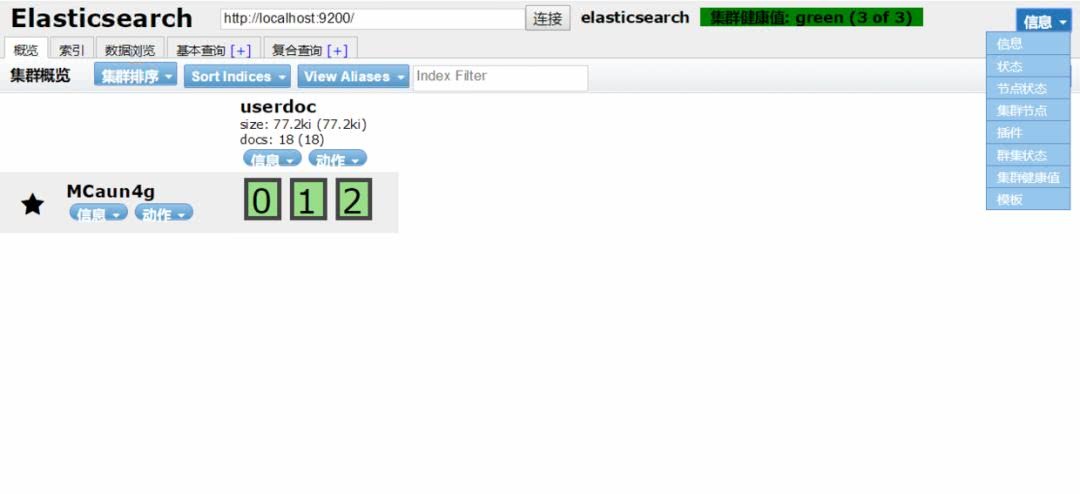 Elasticsearch http://localhost:9200/ 连接 elasticsearch 集群健康值: green (3 of 3) 信息
概览 索引 数据浏览 基本查询 [+] 复合查询 [+]
集群概览 集群排序 Sort Indices View Aliases Index Filter
信息
状态
节点状态
集群节点
插件
群集状态
集群健康值
模板
userdoc
size: 77.2ki (77.2ki)
docs: 18 (18)
信息 动作
MCaun4g
信息 动作
0 1 2